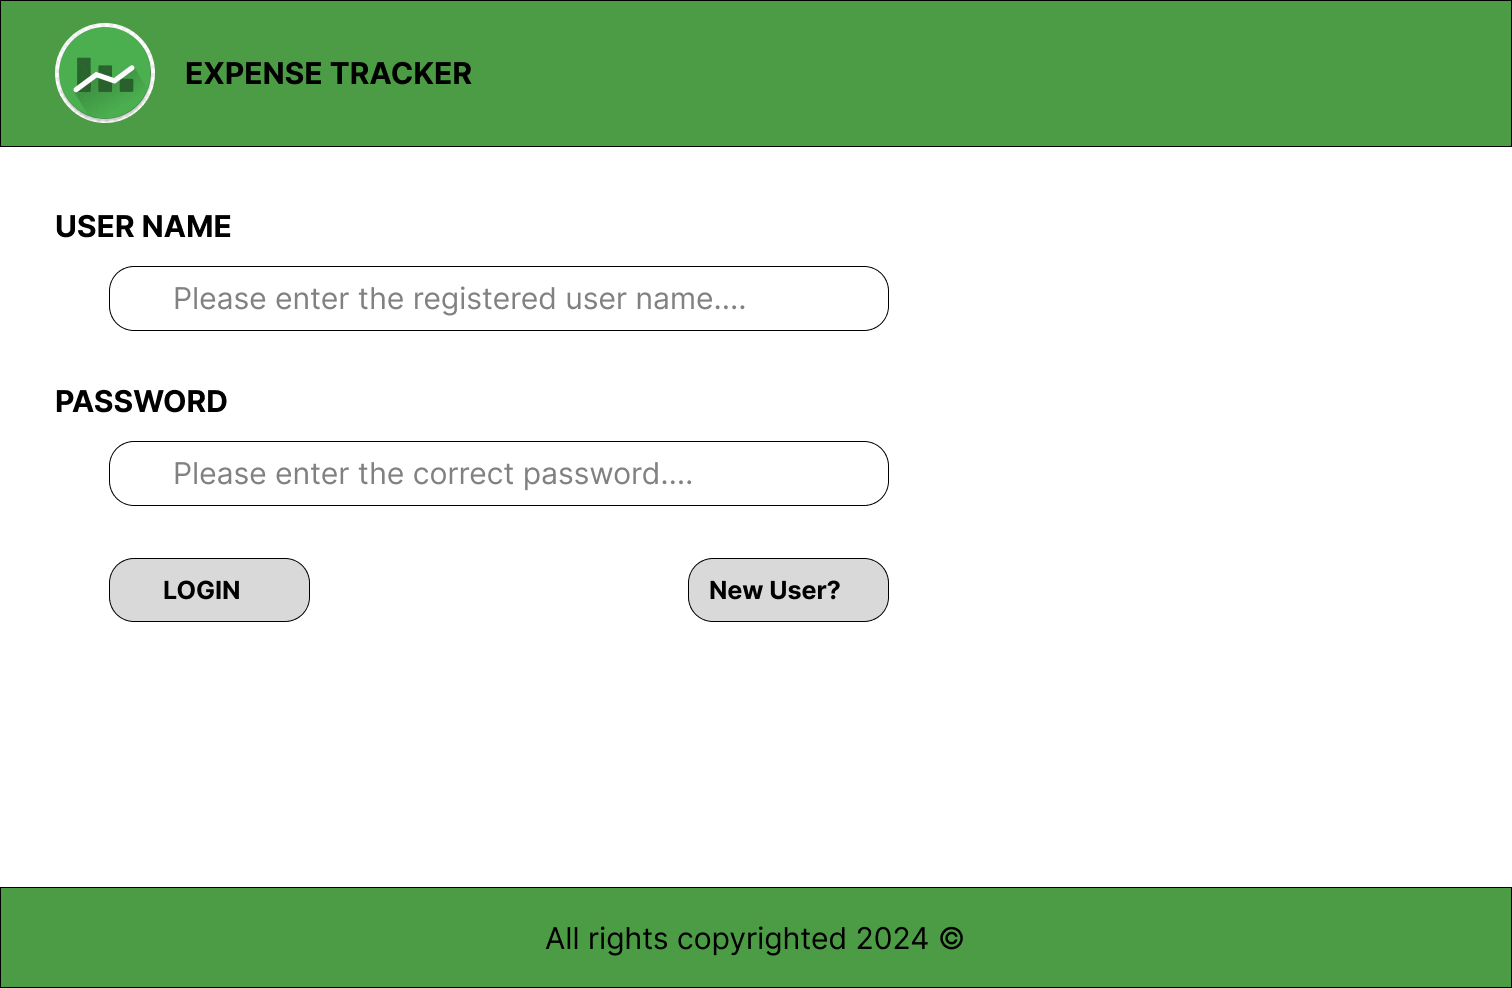 EXPENSE TRACKER
USER NAME
Please enter the registered user name....
PASSWORD
Please enter the correct password....
LOGIN
New User?
All rights copyrighted 2024 ©